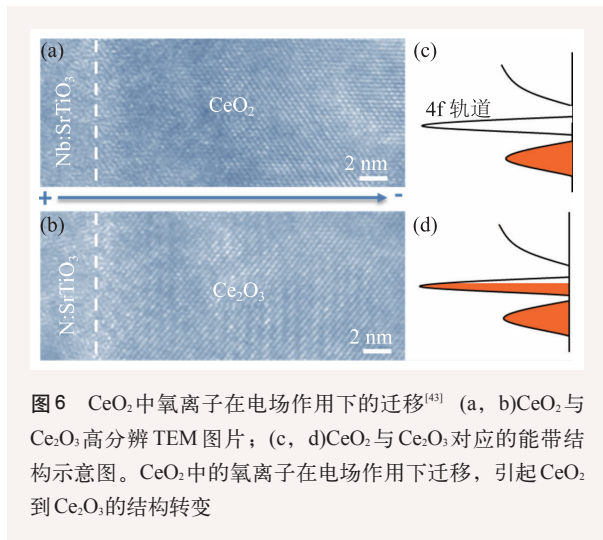 (a)
CeO₂
Nb:SrTiO₃
2 nm
(c)
4f 轨道
+ -
(b)
Ce₂O₃
N:SrTiO₃
2 nm
(d)
图6 CeO₂中氧离子在电场作用下的迁移[43] (a，b)CeO₂与
Ce₂O₃高分辨TEM图片；(c，d)CeO₂与Ce₂O₃对应的能带结
构示意图。CeO₂中的氧离子在电场作用下迁移，引起CeO₂
到Ce₂O₃的结构转变